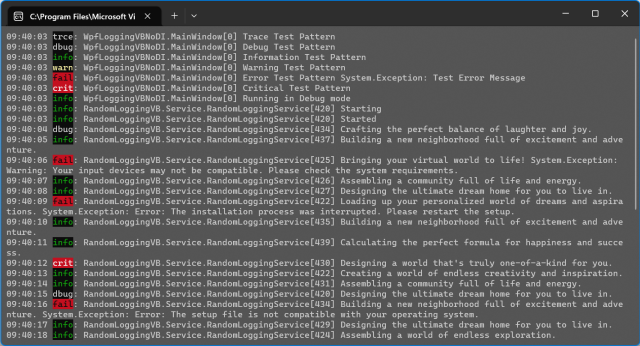 C:\Program Files\Microsoft Vi
09:40:03 trce: WpfLoggingVBNoDI.MainWindow[0] Trace Test Pattern
09:40:03 dbug: WpfLoggingVBNoDI.MainWindow[0] Debug Test Pattern
09:40:03 info: WpfLoggingVBNoDI.MainWindow[0] Information Test Pattern
09:40:03 warn: WpfLoggingVBNoDI.MainWindow[0] Warning Test Pattern
09:40:03 fail: WpfLoggingVBNoDI.MainWindow[0] Error Test Pattern System.Exception: Test Error Message
09:40:03 crit: WpfLoggingVBNoDI.MainWindow[0] Critical Test Pattern
09:40:03 info: WpfLoggingVBNoDI.MainWindow[0] Running in Debug mode
09:40:03 info: RandomLoggingVB.Service.RandomLoggingService[420] Starting
09:40:03 info: RandomLoggingVB.Service.RandomLoggingService[420] Started
09:40:04 dbug: RandomLoggingVB.Service.RandomLoggingService[434] Crafting the perfect balance of laughter and joy.
09:40:05 info: RandomLoggingVB.Service.RandomLoggingService[437] Building a new neighborhood full of excitement and adve
nture.
09:40:06 fail: RandomLoggingVB.Service.RandomLoggingService[425] Bringing your virtual world to life! System.Exception:
Warning: Your input devices may not be compatible. Please check the system requirements.
09:40:07 info: RandomLoggingVB.Service.RandomLoggingService[426] Assembling a community full of life and energy.
09:40:08 info: RandomLoggingVB.Service.RandomLoggingService[427] Designing the ultimate dream home for you to live in.
09:40:09 fail: RandomLoggingVB.Service.RandomLoggingService[422] Loading up your personalized world of dreams and aspira
tions. System.Exception: Error: The installation process was interrupted. Please restart the setup.
09:40:10 info: RandomLoggingVB.Service.RandomLoggingService[435] Building a new neighborhood full of excitement and adve
nture.
09:40:11 info: RandomLoggingVB.Service.RandomLoggingService[439] Calculating the perfect formula for happiness and succe
ss.
09:40:12 crit: RandomLoggingVB.Service.RandomLoggingService[430] Designing a world that's truly one-of-a-kind for you.
09:40:13 info: RandomLoggingVB.Service.RandomLoggingService[422] Creating a world of endless creativity and inspiration.
09:40:14 info: RandomLoggingVB.Service.RandomLoggingService[431] Assembling a community full of life and energy.
09:40:15 dbug: RandomLoggingVB.Service.RandomLoggingService[420] Designing the ultimate dream home for you to live in.
09:40:16 fail: RandomLoggingVB.Service.RandomLoggingService[434] Building a new neighborhood full of excitement and adve
nture. System.Exception: Error: The setup file is not compatible with your operating system.
09:40:17 info: RandomLoggingVB.Service.RandomLoggingService[429] Designing the ultimate dream home for you to live in.
09:40:18 info: RandomLoggingVB.Service.RandomLoggingService[424] Assembling a world of endless exploration.